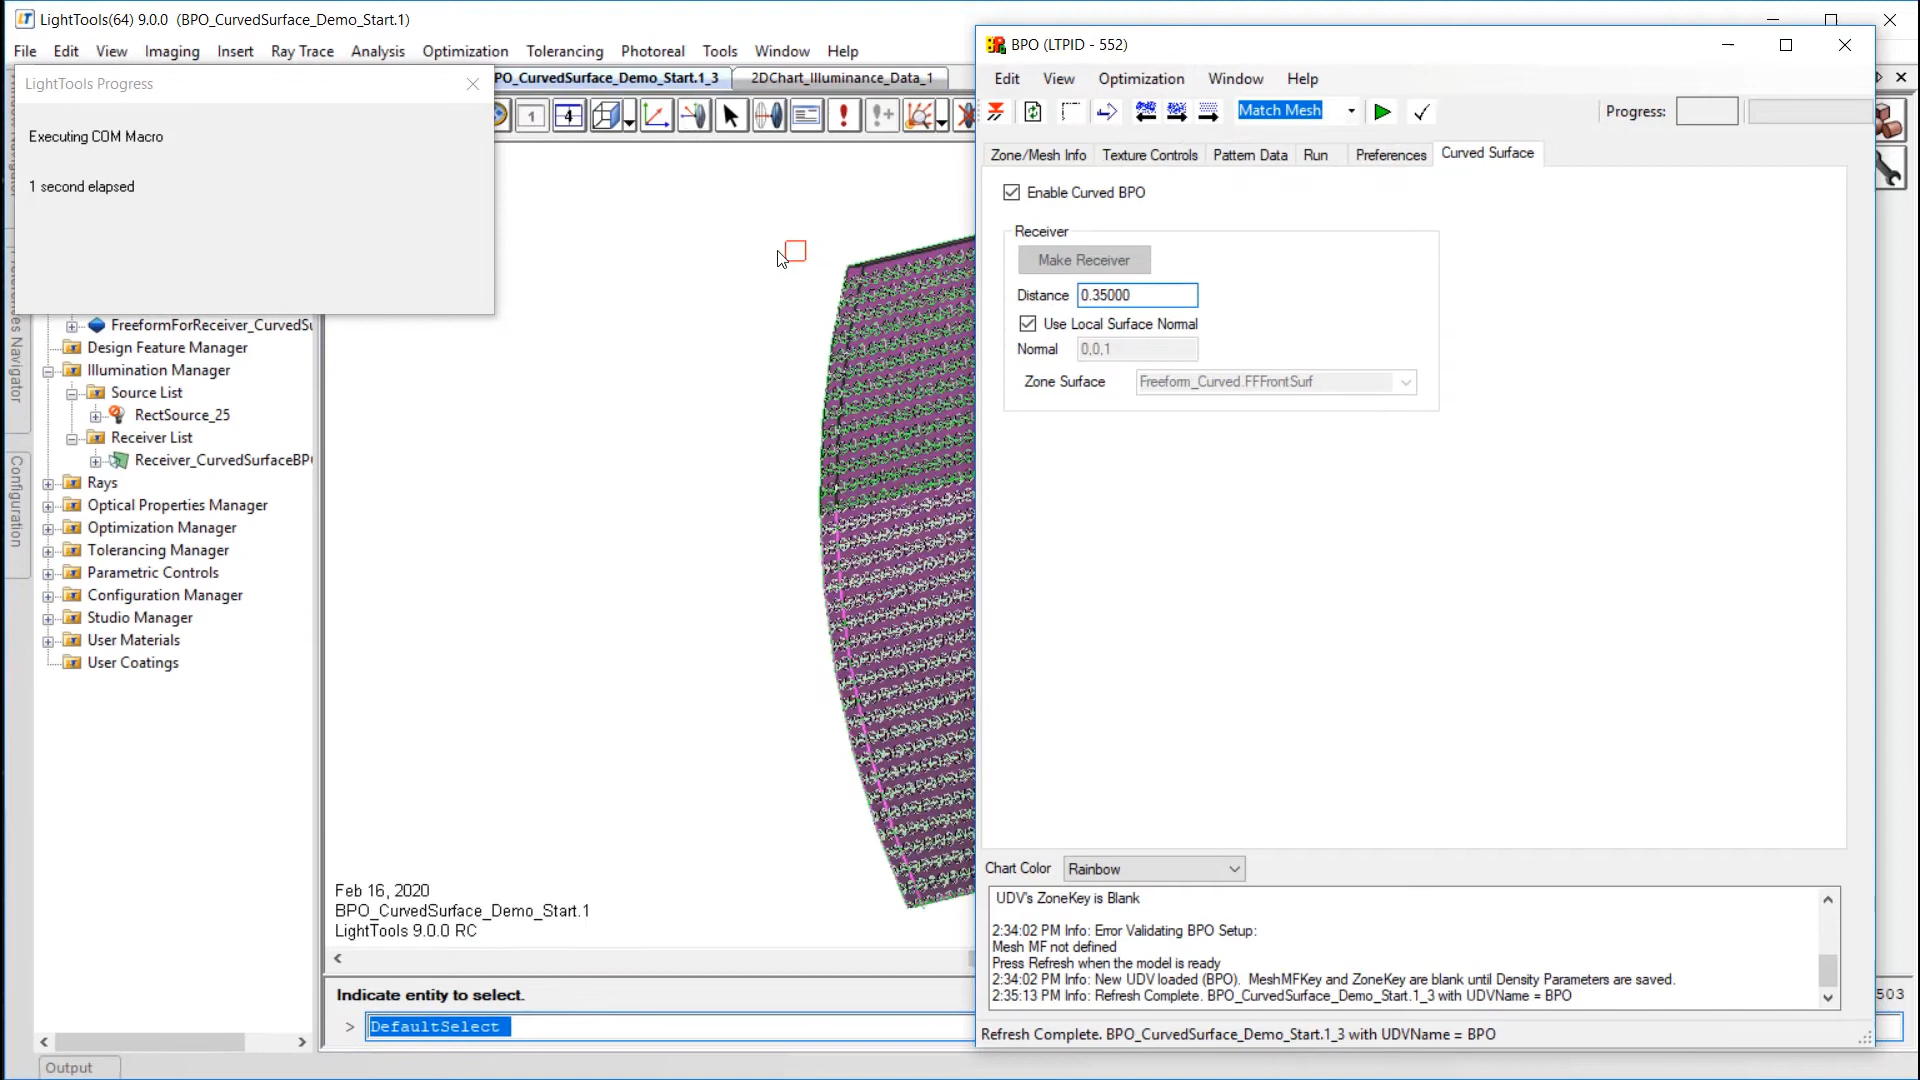 LightTools(64) 9.0.0 (BPO_CurvedSurface_Demo_Start.1)
File Edit View Imaging Insert Ray Trace Analysis Optimization Tolerancing Photoreal Tools Window Help
LightTools Progress
Executing COM Macro
1 second elapsed
PO_CurvedSurface_Demo_Start.1_3
2DChart_Illuminance_Data_1
1
4
FreeformForReceiver_CurvedSu
Design Feature Manager
Illumination Manager
Source List
RectSource_25
Receiver List
Receiver_CurvedSurfaceBP
Rays
Optical Properties Manager
Optimization Manager
Tolerancing Manager
Parametric Controls
Configuration Manager
Studio Manager
User Materials
User Coatings
Configuration
Output
Feb 16, 2020
BPO_CurvedSurface_Demo_Start.1
LightTools 9.0.0 RC
Indicate entity to select.
> DefaultSelect
BPO (LTPID - 552)
Edit View Optimization Window Help
Match Mesh
Progress:
Zone/Mesh Info Texture Controls Pattern Data Run Preferences Curved Surface
Enable Curved BPO
Receiver
Make Receiver
Distance 0.35000
Use Local Surface Normal
Normal 0,0,1
Zone Surface Freeform_Curved.FFFrontSurf
Chart Color Rainbow
UDV's ZoneKey is Blank
2:34:02 PM Info: Error Validating BPO Setup:
Mesh MF not defined
Press Refresh when the model is ready
2:34:02 PM Info: New UDV loaded (BPO). MeshMFKey and ZoneKey are blank until Density Parameters are saved.
2:35:13 PM Info: Refresh Complete. BPO_CurvedSurface_Demo_Start.1_3 with UDVName = BPO
Refresh Complete. BPO_CurvedSurface_Demo_Start.1_3 with UDVName = BPO
503